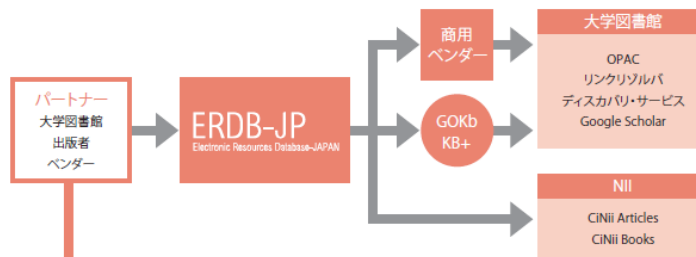 パートナー
大学図書館
出版者
ベンダー
ERDB-JP
Electronic Resources Database-JAPAN
商用
ベンダー
GOKb
KB+
大学図書館
OPAC
リンクリゾルバ
ディスカバリ・サービス
Google Scholar
NII
CiNii Articles
CiNii Books